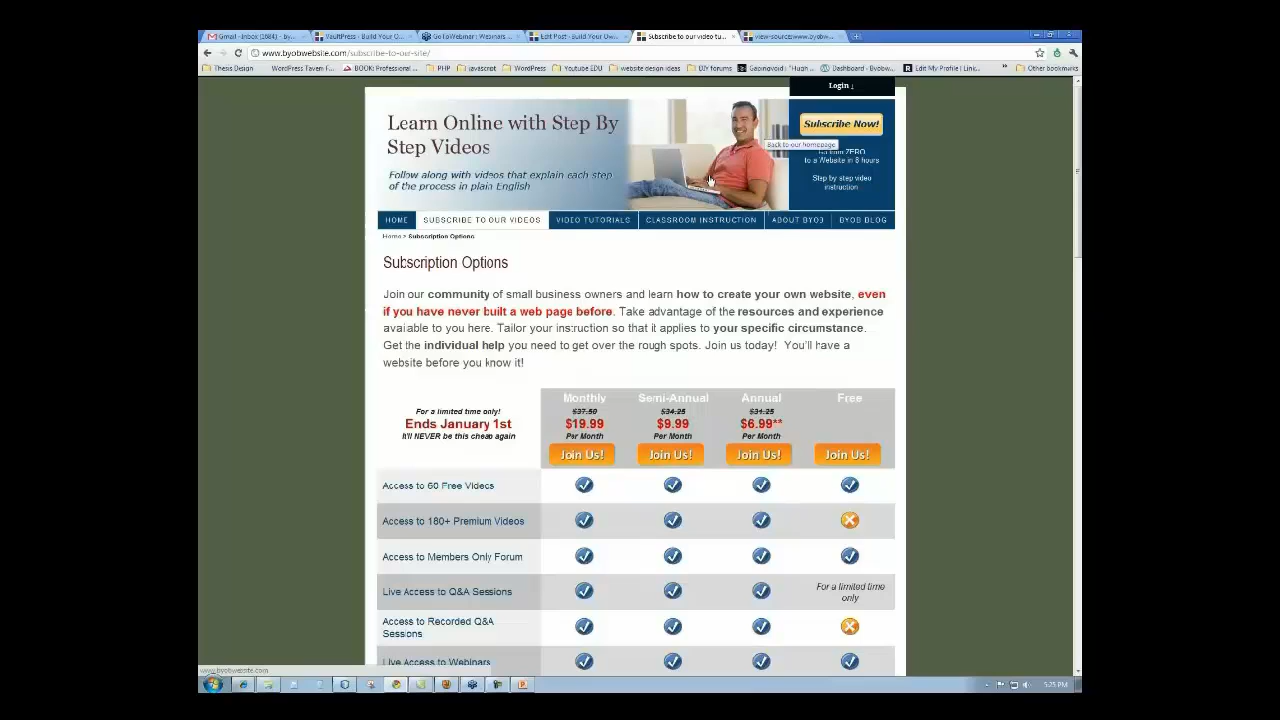 Gmail - Inbox (1684) - by...
VaultPress - Build Your O...
GoToWebinar : Webinars...
Edit Post - Build Your Ow...
Subscribe to our video tu...
view-source:www.byobw...
www.byobwebsite.com/subscribe-to-our-site/
Thesis Design
WordPress Tavern F...
BOOK: Professional...
PHP
javascript
WordPress
Youtube EDU
website design ideas
DIY forums
Gapingvoid: "Hugh...
Dashboard - Byobw...
Edit My Profile | Link...
Other bookmarks
Login ↓
Learn Online with Step By
Step Videos
Follow along with videos that explain each step
of the process in plain English
Subscribe Now!
Back to our homepage
Go from ZERO
to a Website in 8 hours
Step by step video
instruction
HOME SUBSCRIBE TO OUR VIDEOS VIDEO TUTORIALS CLASSROOM INSTRUCTION ABOUT BYOB BYOB BLOG
Home > Subscription Options
Subscription Options
Join our community of small business owners and learn how to create your own website, even
if you have never built a web page before. Take advantage of the resources and experience
available to you here. Tailor your instruction so that it applies to your specific circumstance.
Get the individual help you need to get over the rough spots. Join us today! You'll have a
website before you know it!
Monthly Semi-Annual Annual Free
For a limited time only! $37.50 $34.25 $31.25
Ends January 1st $19.99 $9.99 $6.99**
It'll NEVER be this cheap again Per Month Per Month Per Month
Join Us! Join Us! Join Us! Join Us!
Access to 60 Free Videos
Access to 180+ Premium Videos
Access to Members Only Forum
Live Access to Q&A Sessions For a limited time
only
Access to Recorded Q&A
Sessions
Live Access to Webinars
www.byobwebsite.com
5:25 PM